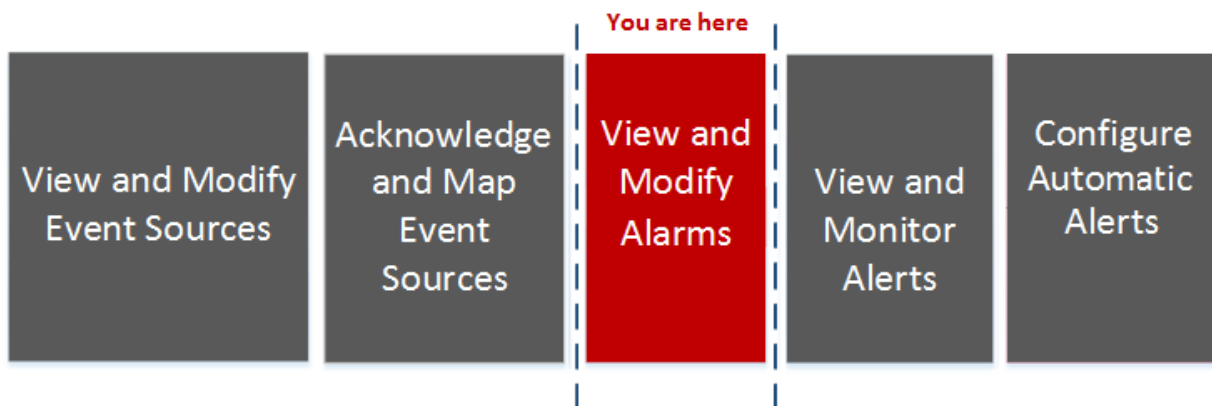 You are here
View and Modify
Event Sources
Acknowledge
and Map
Event
Sources
View and
Modify
Alarms
View and
Monitor
Alerts
Configure
Automatic
Alerts